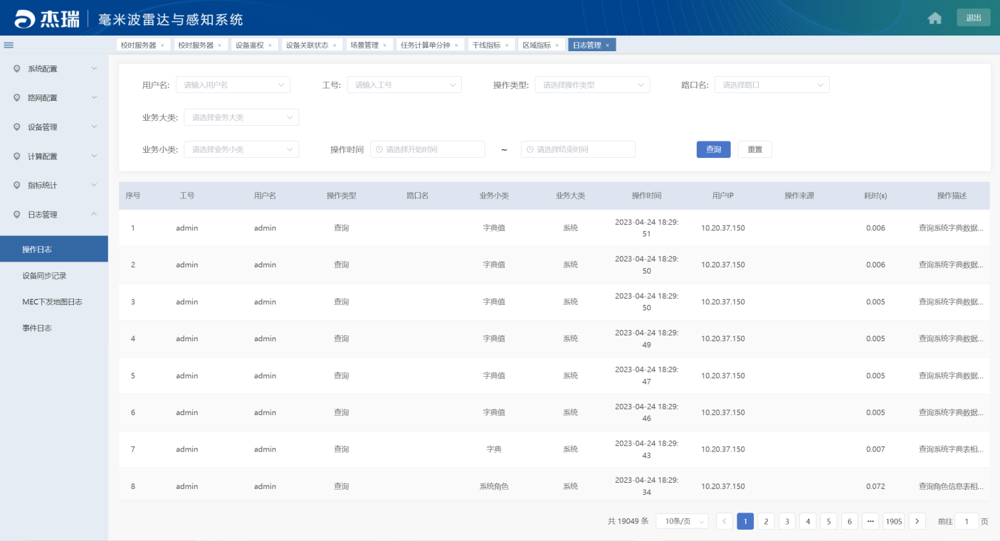 杰瑞 毫米波雷达与感知系统 退出
校时服务器 × 校时服务器 × 设备鉴权 × 设备关联状态 × 场景管理 × 任务计算单分钟 × 干线指标 × 区域指标 × 日志管理 ×
系统配置
路网配置
设备管理
计算配置
指标统计
日志管理
操作日志
设备同步记录
MEC下发地图日志
事件日志
用户名: 请输入用户名 工号: 请输入工号 操作类型: 请选择操作类型 路口名: 请选择路口
业务大类: 请选择业务大类
业务小类: 请选择业务小类 操作时间 请选择开始时间 ~ 请选择结束时间 查询 重置
序号 工号 用户名 操作类型 路口名 业务小类 业务大类 操作时间 用户IP 操作来源 耗时(s) 操作描述
1 admin admin 查询 字典值 系统 2023-04-24 18:29: 10.20.37.150 0.006 查询系统字典数据...
51
2 admin admin 查询 字典值 系统 2023-04-24 18:29: 10.20.37.150 0.006 查询系统字典数据...
50
3 admin admin 查询 字典值 系统 2023-04-24 18:29: 10.20.37.150 0.005 查询系统字典数据...
50
4 admin admin 查询 字典值 系统 2023-04-24 18:29: 10.20.37.150 0.005 查询系统字典数据...
49
5 admin admin 查询 字典值 系统 2023-04-24 18:29: 10.20.37.150 0.005 查询系统字典数据...
47
6 admin admin 查询 字典值 系统 2023-04-24 18:29: 10.20.37.150 0.005 查询系统字典数据...
46
7 admin admin 查询 字典 系统 2023-04-24 18:29: 10.20.37.150 0.007 查询系统字典表相...
43
8 admin admin 查询 系统角色 系统 2023-04-24 18:29: 10.20.37.150 0.072 查询角色信息表相...
34
共 19049 条 10条/页 < 1 2 3 4 5 6 ••• 1905 > 前往 1 页